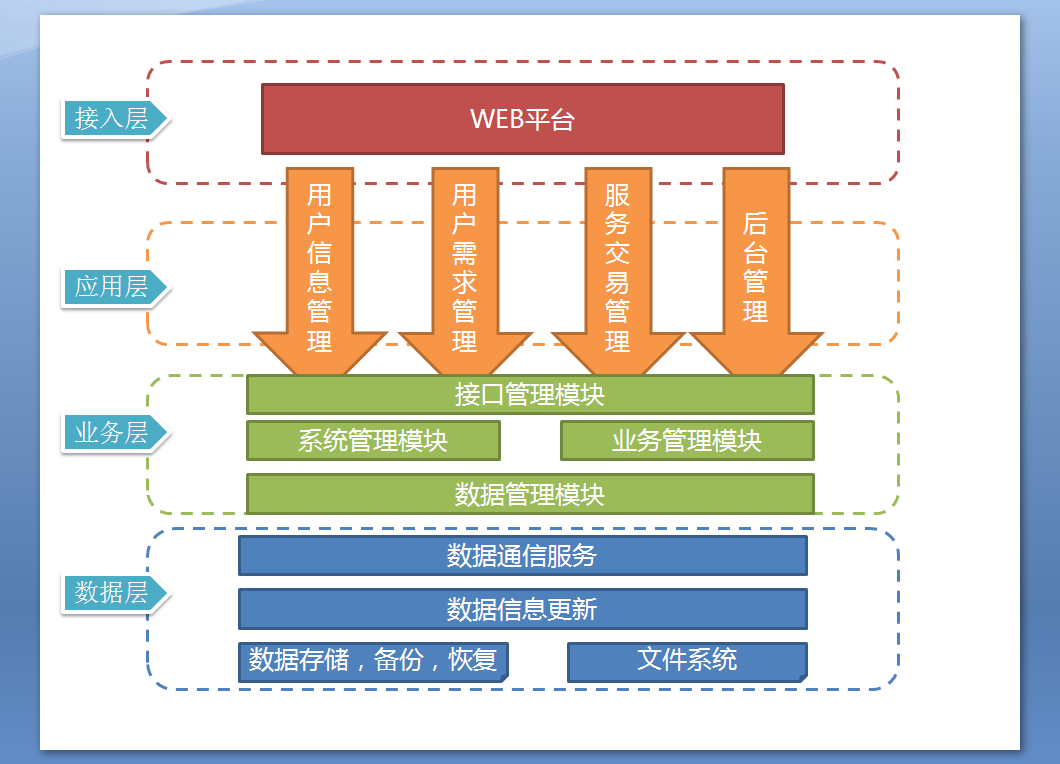 接入层
WEB平台
应用层
用户信息管理
用户需求管理
服务交易管理
后台管理
业务层
接口管理模块
系统管理模块
业务管理模块
数据管理模块
数据层
数据通信服务
数据信息更新
数据存储，备份，恢复
文件系统